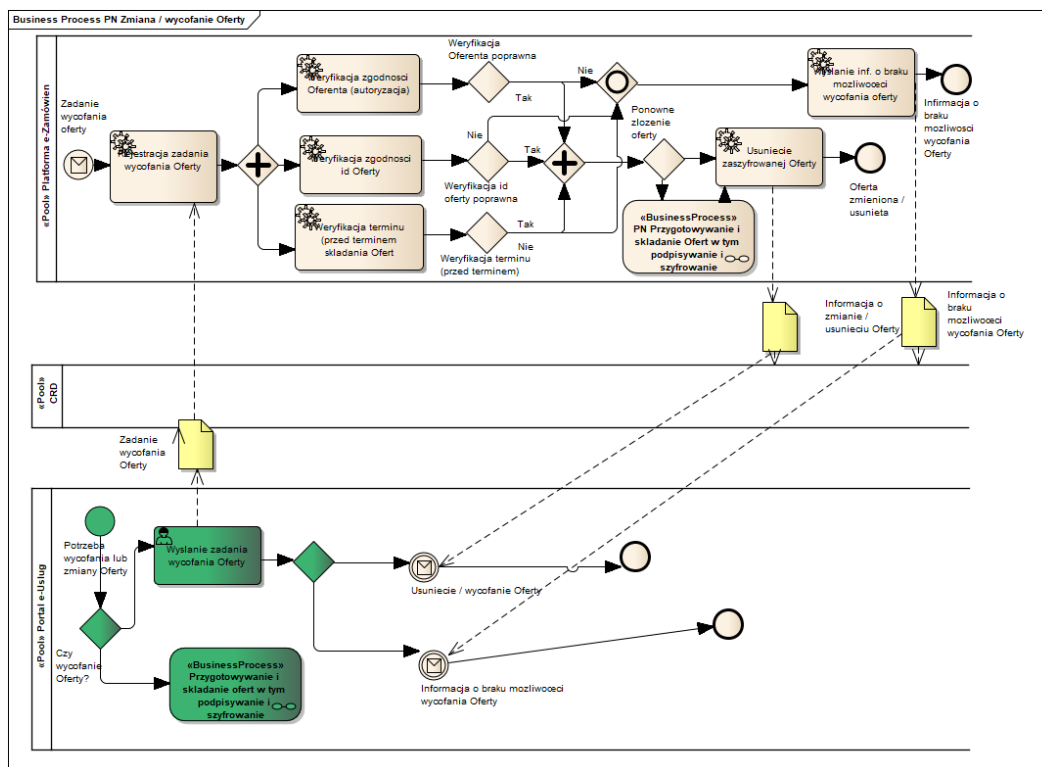 Business Process PN Zmiana / wycofanie Oferty
«Pool» Platforma e-Zamówien
Zadanie
wycofania
oferty
Rejestracja zadania
wycofania Oferty
Weryfikacja zgodnosci
Oferenta (autoryzacja)
Weryfikacja zgodnosci
id Oferty
Weryfikacja terminu
(przed terminem
skladania Ofert
Weryfikacja
Oferenta poprawna
Nie
Tak
Nie
Tak
Weryfikacja id
oferty poprawna
Tak
Nie
Weryfikacja terminu
(przed terminem)
Ponowne
zlozenie
oferty
Wyslanie inf. o braku
mozliwoœci
wycofania oferty
Infirmacja o
braku
mozliwosci
wycofania
Oferty
Usuniecie
zaszyfrowanej Oferty
Oferta
zmieniona /
usunieta
«BusinessProcess»
PN Przygotowywanie i
skladanie Ofert w tym
podpisywanie i
szyfrowanie
Informacja o
zmianie /
usunieciu Oferty
Informacja o
braku
mozliwoœci
wycofania Oferty
«Pool»
CRD
Zadanie
wycofania
Oferty
«Pool» Portal e-Uslug
Potrzeba
wycofania lub
zmiany Oferty
Wyslanie zadania
wycofania Oferty
Czy
wycofanie
Oferty?
«BusinessProcess»
Przygotowywanie i
skladanie ofert w tym
podpisywanie i
szyfrowanie
Usuniecie / wycofanie Oferty
Informacja o braku mozliwoœci
wycofania Oferty